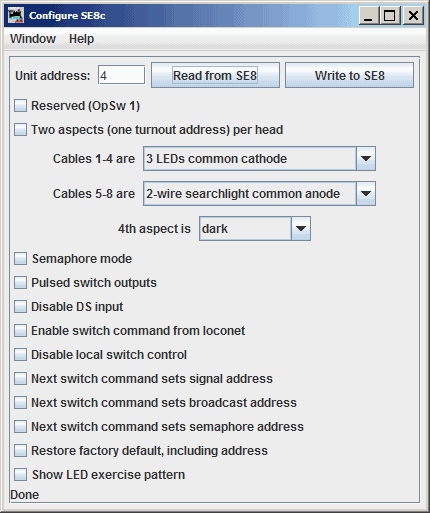 Configure SE8c
Window Help
Unit address: 4 Read from SE8 Write to SE8
Reserved (OpSw 1)
Two aspects (one turnout address) per head
Cables 1-4 are 3 LEDs common cathode
Cables 5-8 are 2-wire searchlight common anode
4th aspect is dark
Semaphore mode
Pulsed switch outputs
Disable DS input
Enable switch command from loconet
Disable local switch control
Next switch command sets signal address
Next switch command sets broadcast address
Next switch command sets semaphore address
Restore factory default, including address
Show LED exercise pattern
Done